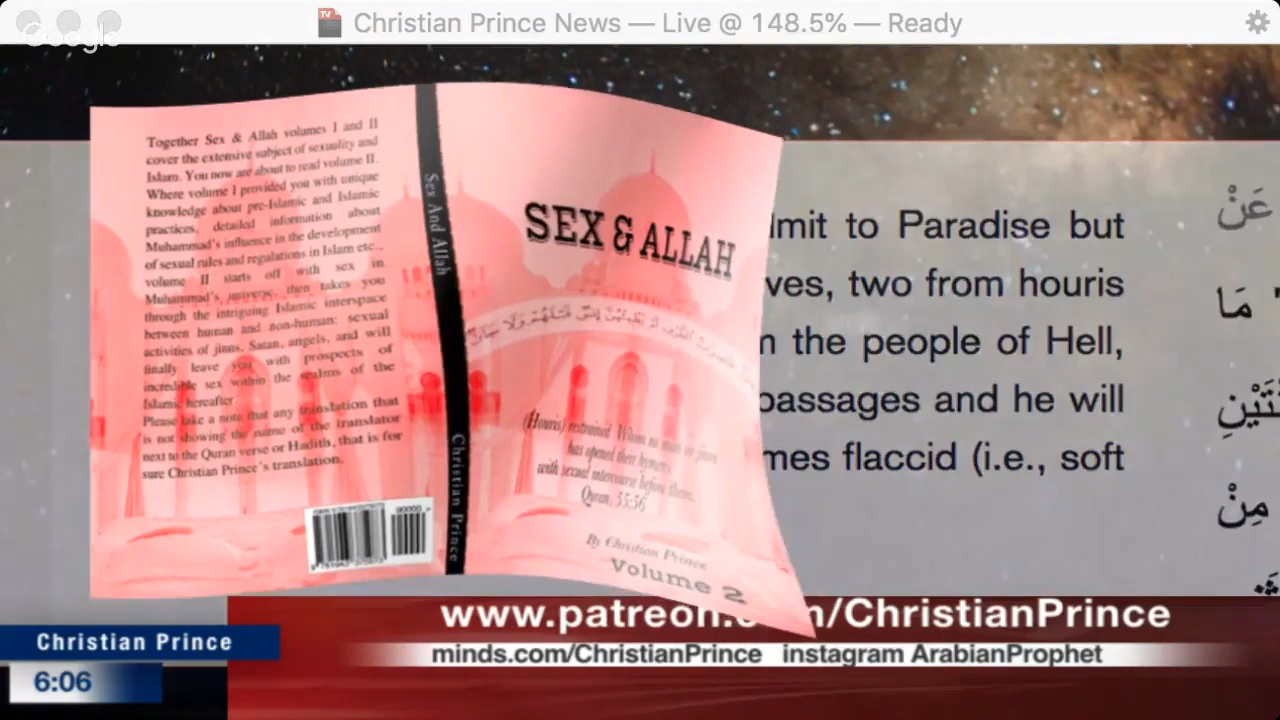 Christian Prince News — Live @ 148.5% — Ready
Google
Together Sex & Allah volumes I and II
cover the extensive subject of sexuality and
Islam. You now are about to read volume II.
Where volume I provided you with unique
knowledge about pre-Islamic and Islamic
practices, detailed information about
Muhammad's influence in the development
of sexual rules and regulations in Islam etc.,
volume II starts off with sex in
Muhammad's universe, then takes you
through the intriguing Islamic interspace
between human and non-human: sexual
activities of jinns, Satan, angels, and will
finally leave you with prospects of
incredible sex within the realms of the
Islamic hereafter.
Please take a note that any translation that
is not showing the name of the translator
next to the Quran verse or Hadith, that is for
sure Christian Prince's translation.
Sex And Allah
Christian Prince
SEX & ALLAH
(Houris) restrained Whom no man or jinn
has opened their hymens
with sexual intercourse before them.
Quran, 55:56
By Christian Prince
Volume 2
dmit to Paradise but
ves, two from houris
the people of Hell,
passages and he will
mes flaccid (i.e., soft
عَنْ
مَا
مِنْ
www.patreon. m/ChristianPrince
minds.com/ChristianPrince instagram ArabianProphet
Christian Prince
6:06